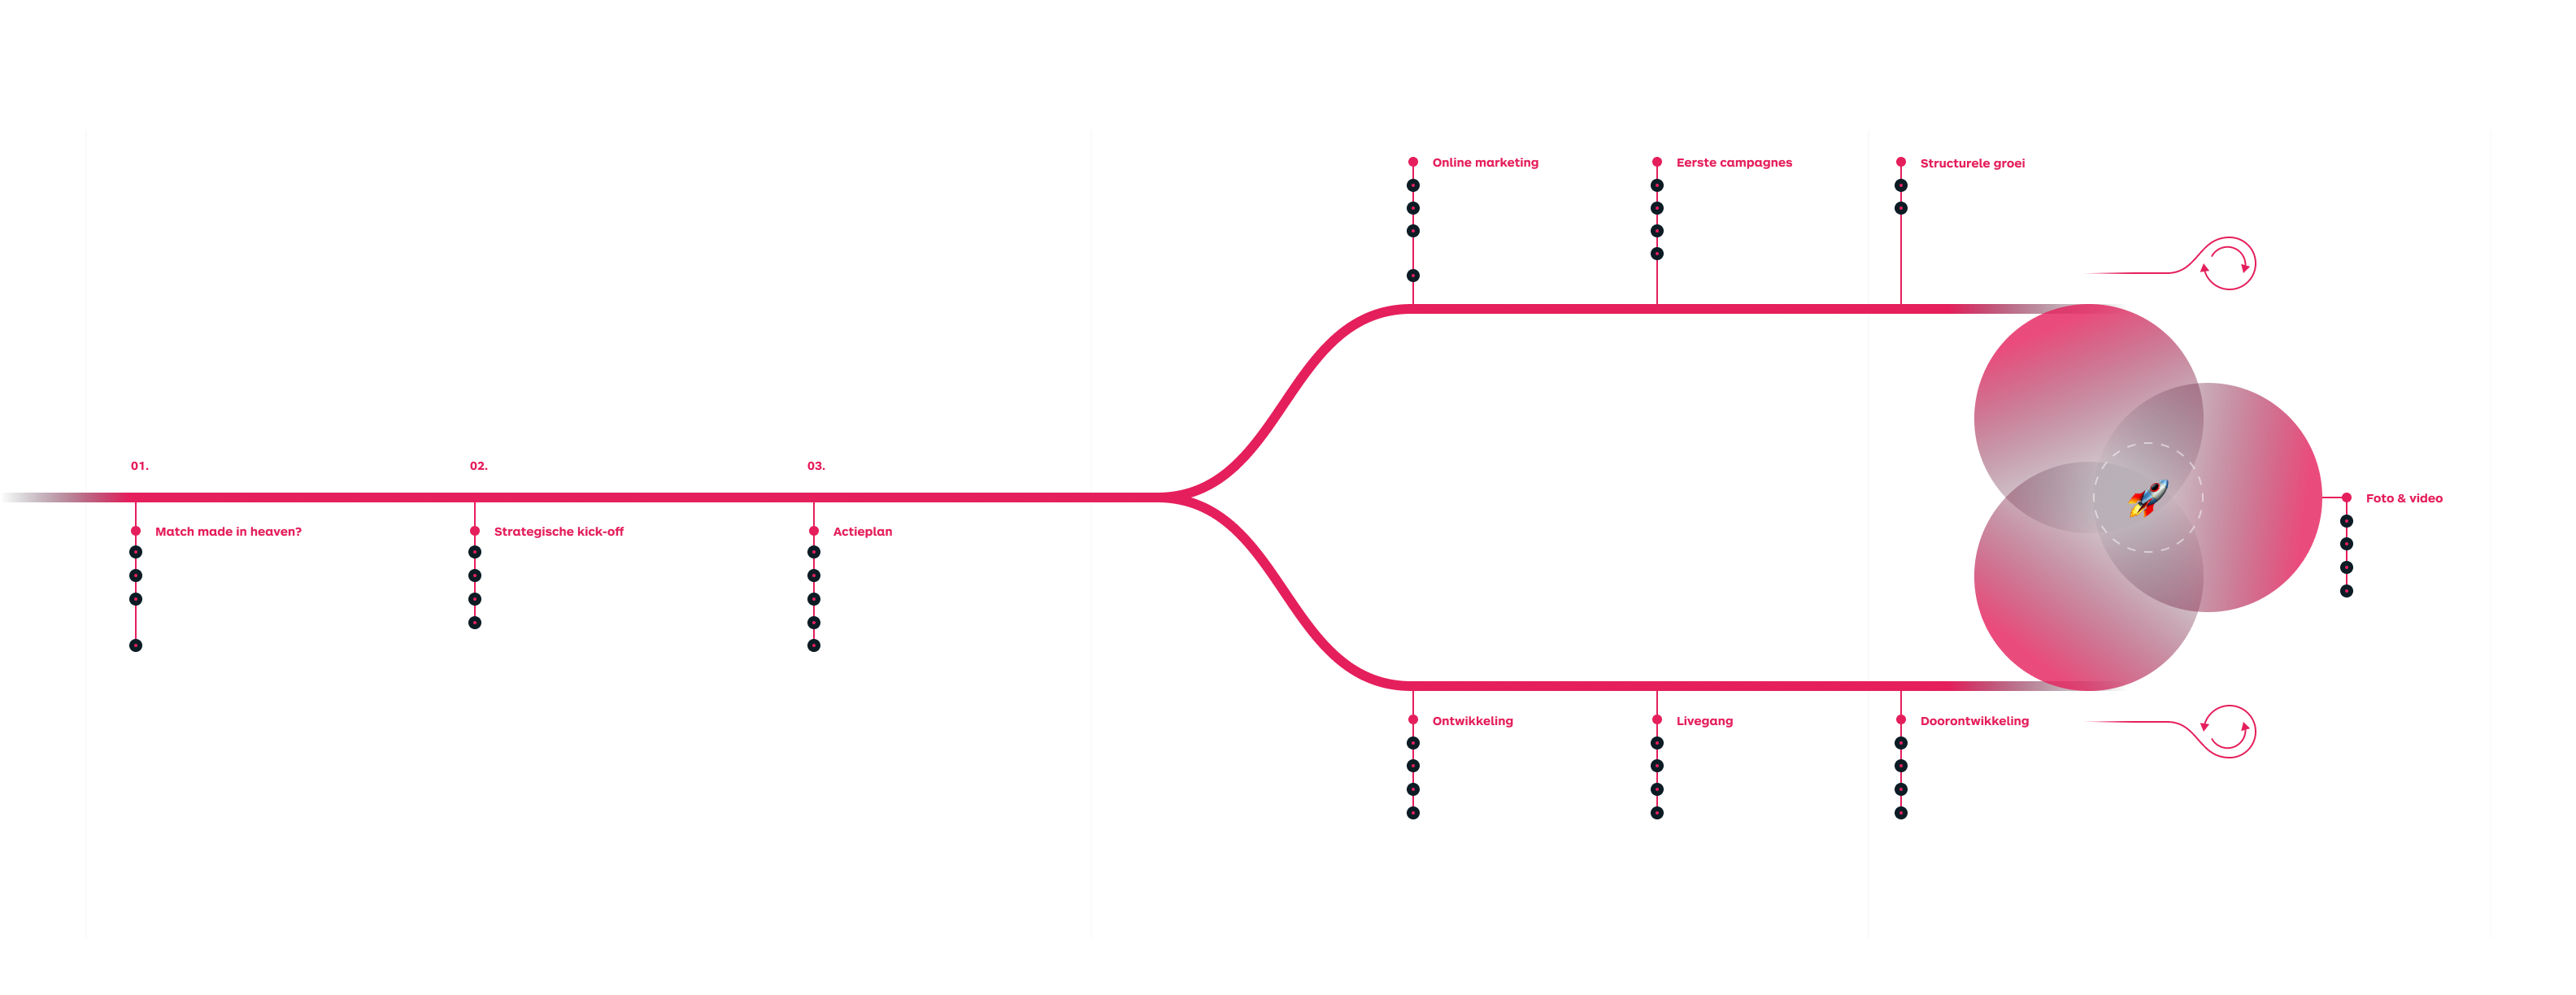 01.
Match made in heaven?
02.
Strategische kick-off
03.
Actieplan
Online marketing
Eerste campagnes
Structurele groei
Ontwikkeling
Livegang
Doorontwikkeling
Foto & video